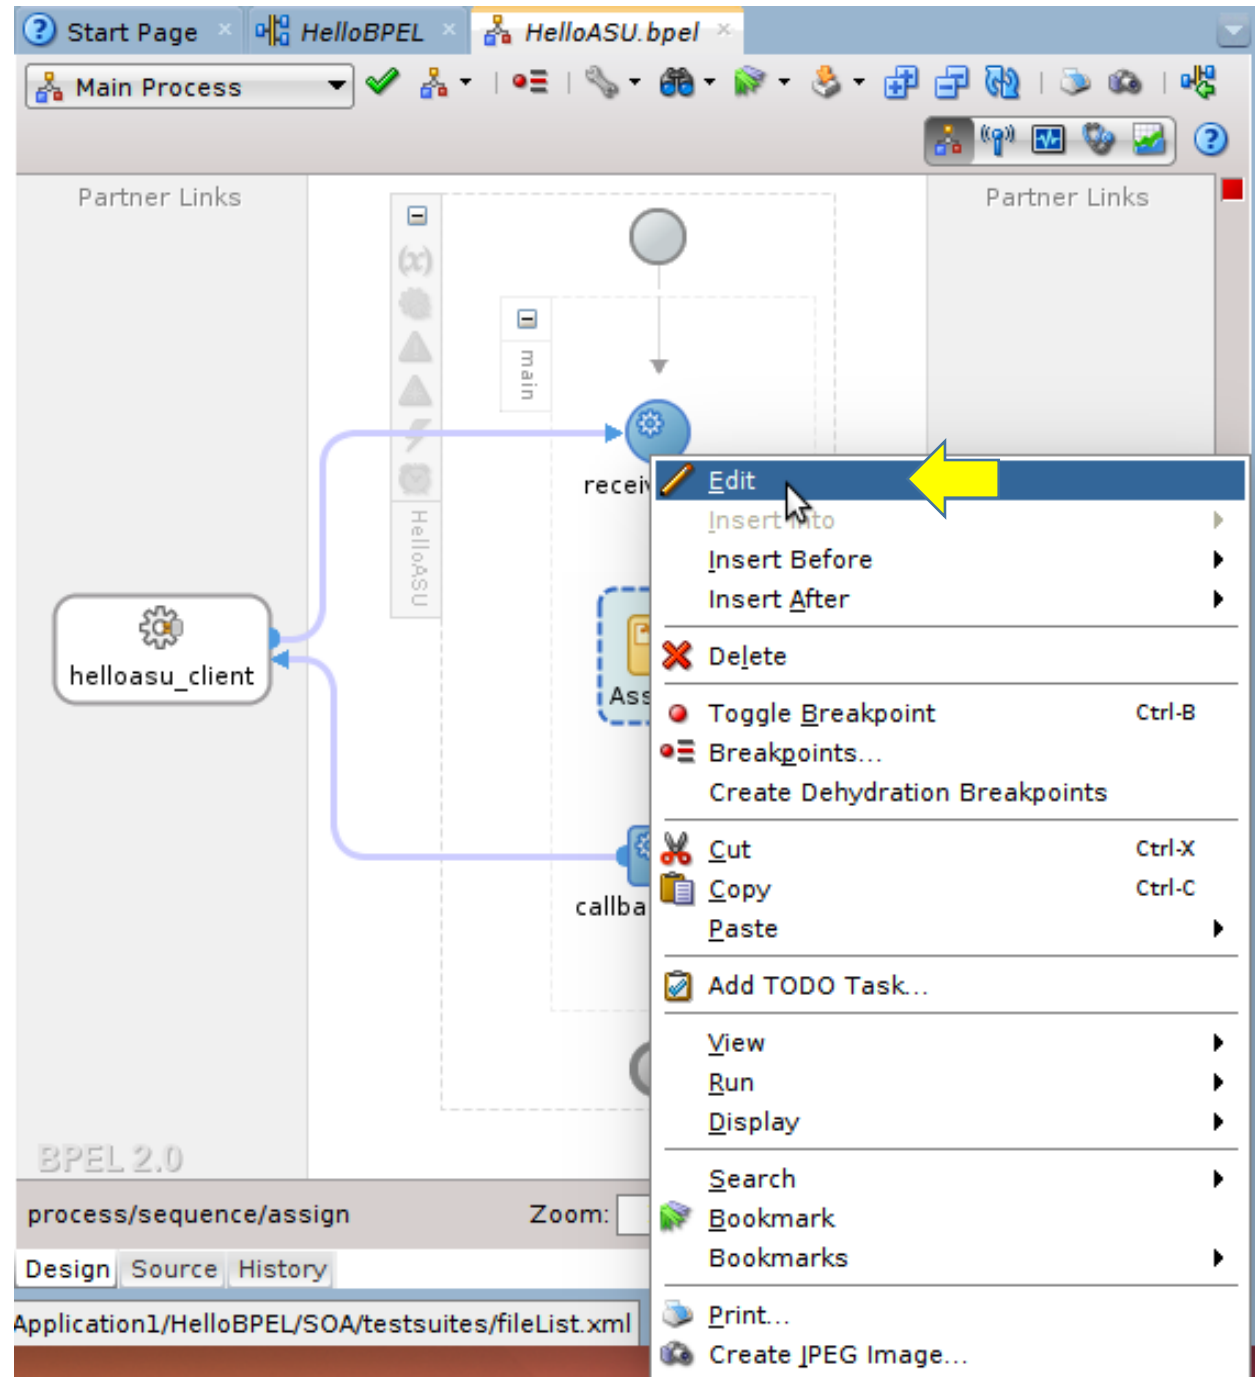 Start Page
HelloBPEL
HelloASU.bpel
Main Process
Partner Links
Partner Links
(x)
main
HelloASU
helloasu_client
Edit
Insert Into
Insert Before
Insert After
Delete
Toggle Breakpoint Ctrl-B
Breakpoints...
Create Dehydration Breakpoints
Cut Ctrl-X
Copy Ctrl-C
Paste
Add TODO Task...
View
Run
Display
Search
Bookmark
Bookmarks
Print...
Create JPEG Image...
BPEL 2.0
process/sequence/assign
Zoom:
Design Source History
Application1/HelloBPEL/SOA/testsuites/fileList.xml